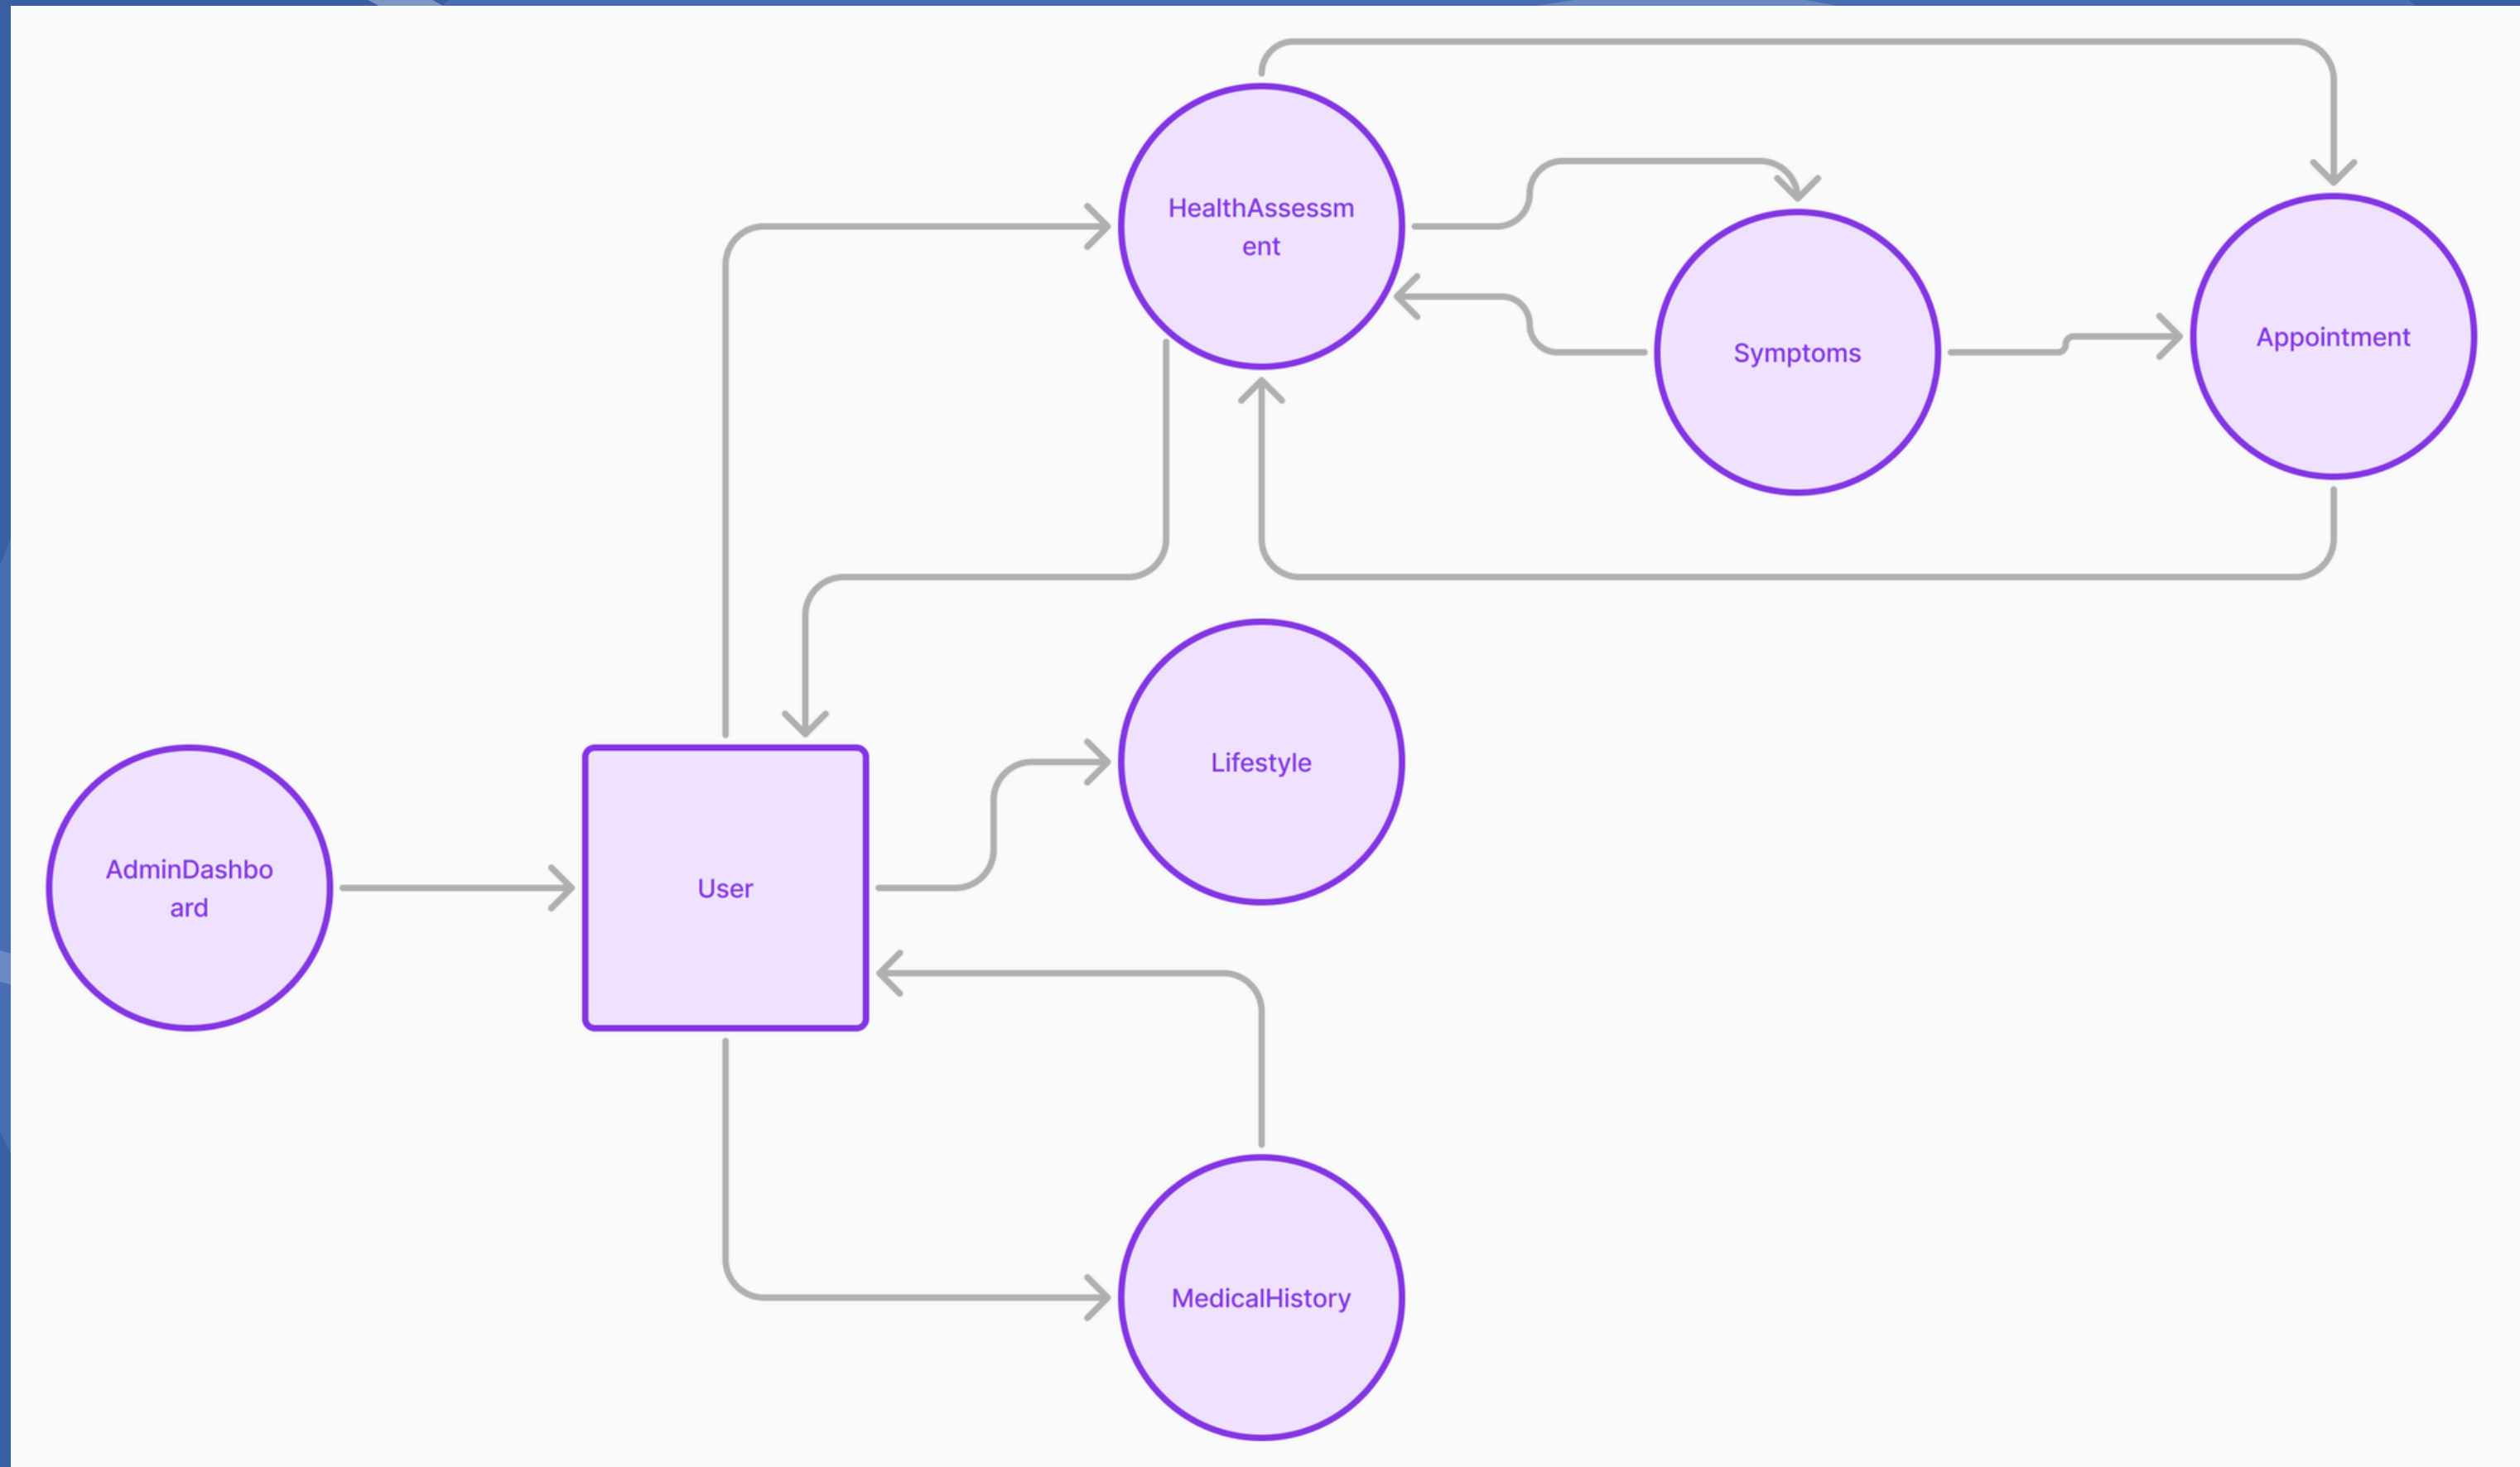 HealthAssessm
ent
Symptoms
Appointment
Lifestyle
AdminDashbo
ard
User
MedicalHistory